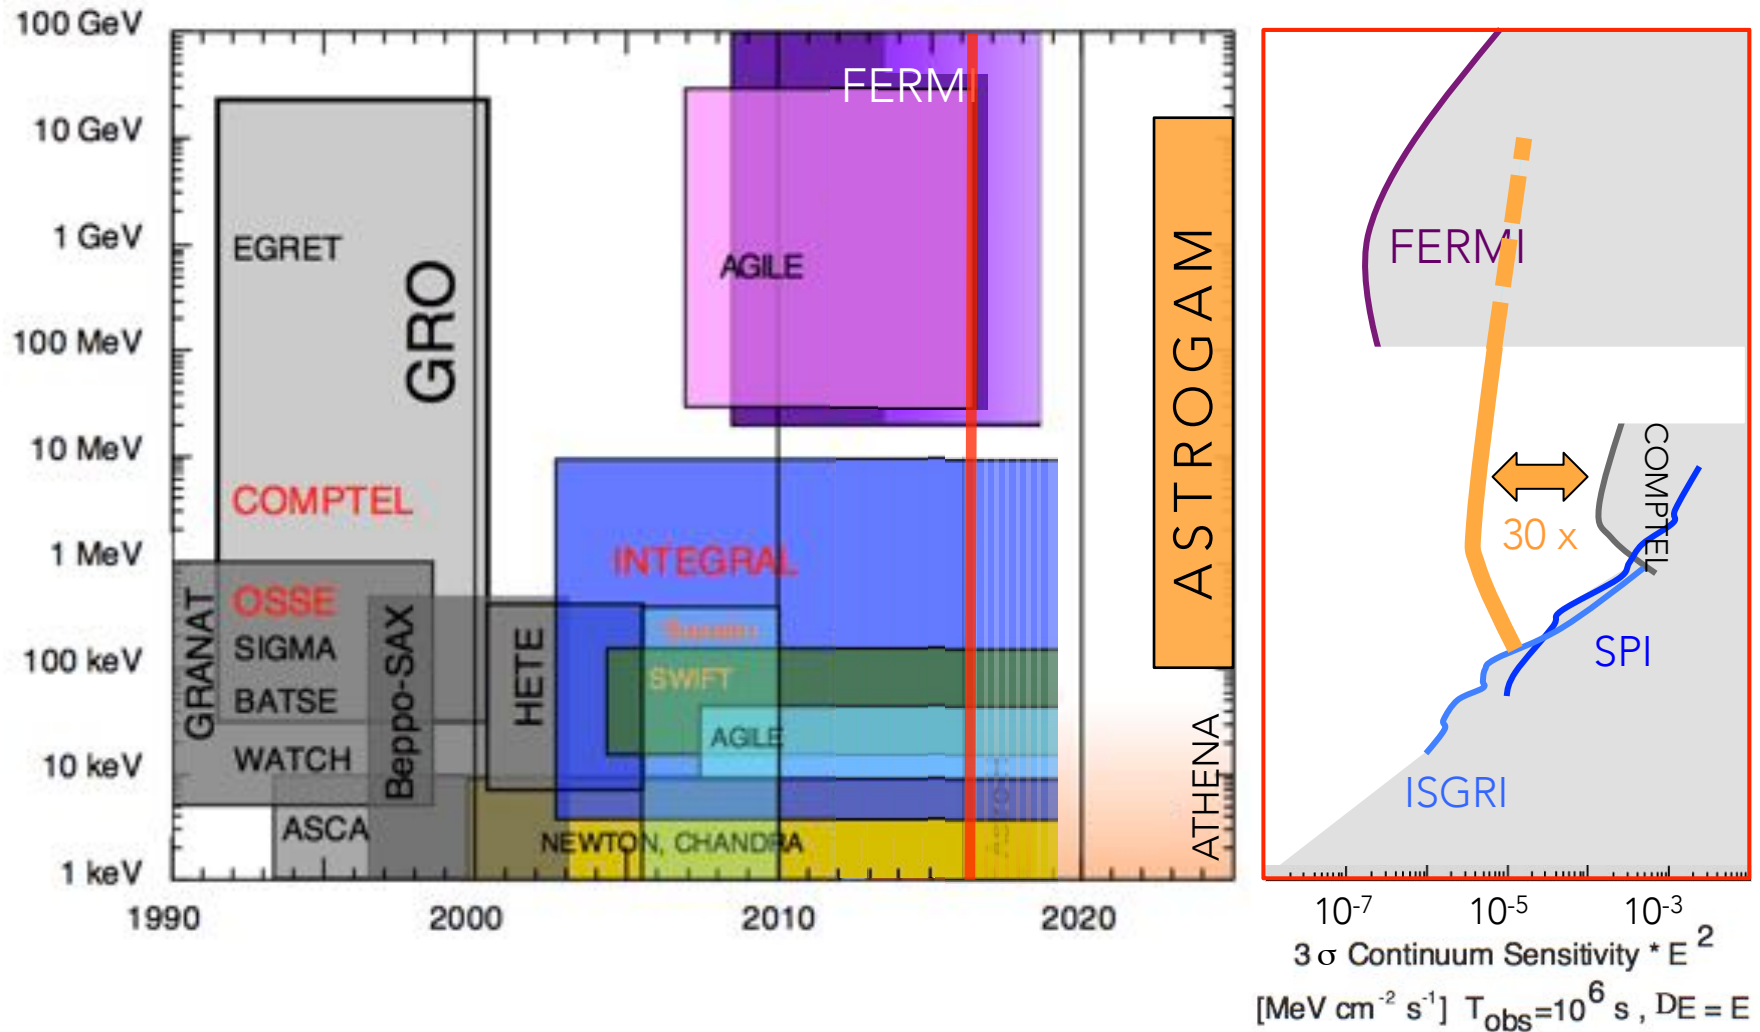 100 GeV
10 GeV
1 GeV
100 MeV
10 MeV
1 MeV
100 keV
10 keV
1 keV
1990
2000
2010
2020
EGRET
GRO
COMPTEL
GRANAT
OSSE
SIGMA
BATSE
WATCH
Beppo-SAX
ASCA
HETE
FERMI
AGILE
INTEGRAL
SWIFT
AGILE
NEWTON, CHANDRA
ASTROGAM
ATHENA
FERMI
COMPTEL
30 x
SPI
ISGRI
10⁻⁷
10⁻⁵
10⁻³
3 σ Continuum Sensitivity * E²
[MeV cm⁻² s⁻¹] Tobs=10⁶ s , DE = E